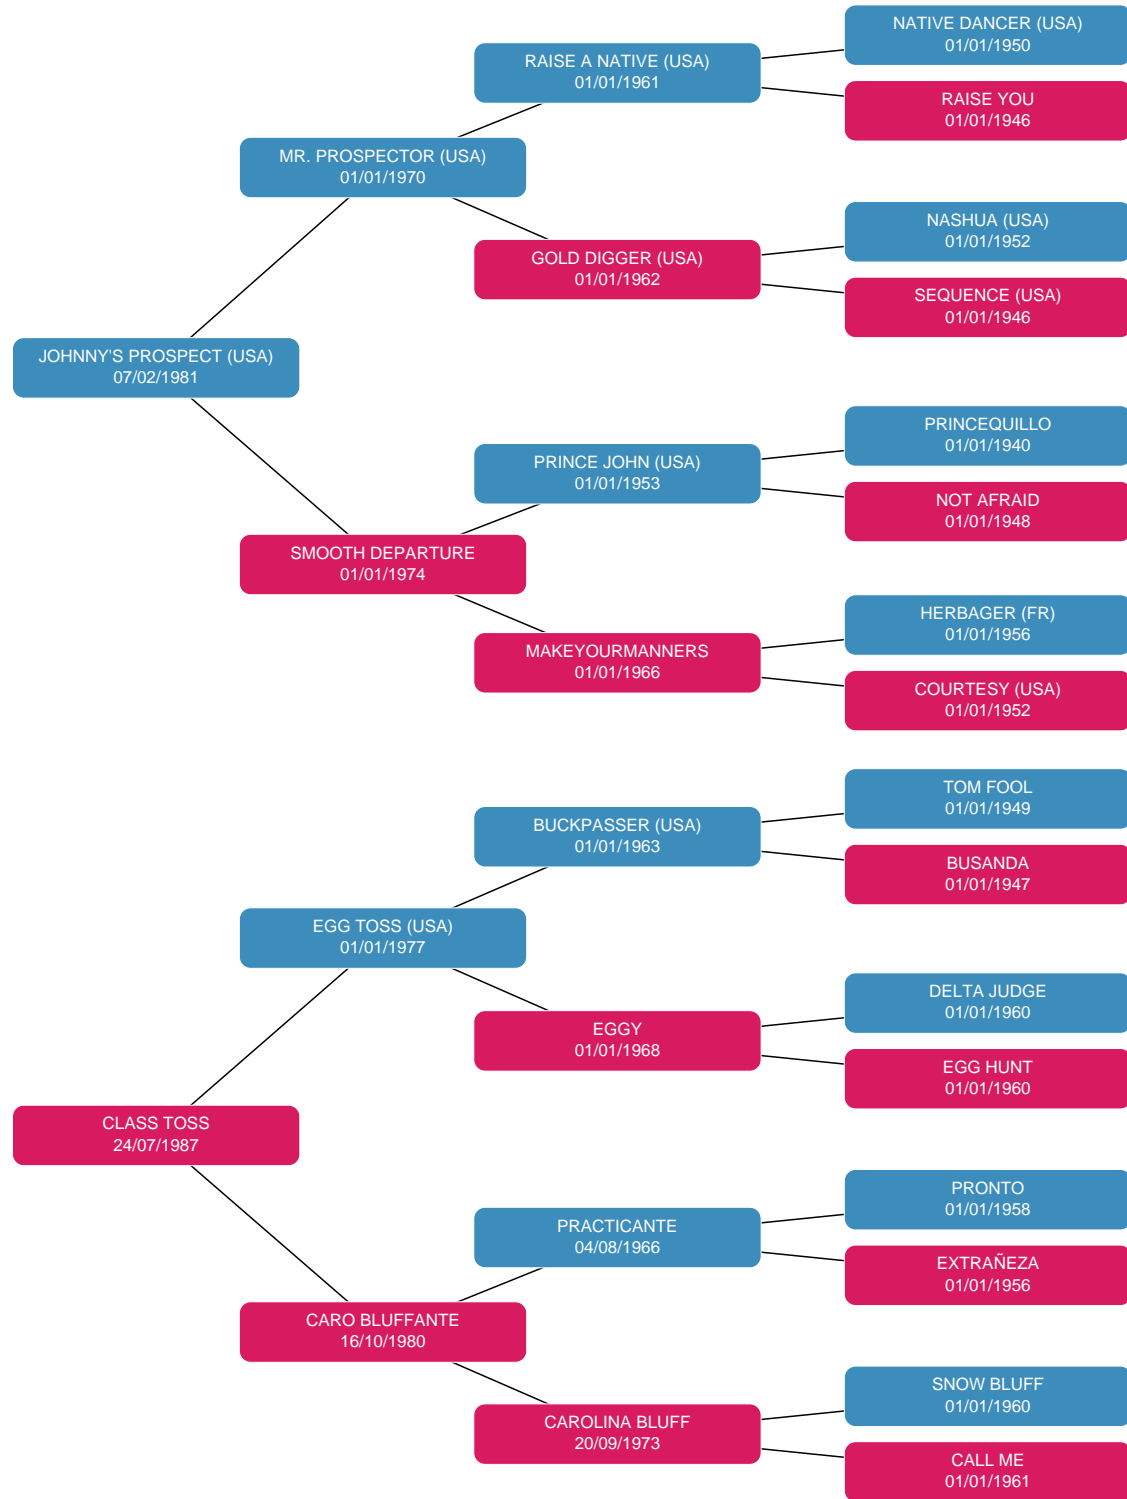 NATIVE DANCER (USA)
01/01/1950
RAISE A NATIVE (USA)
01/01/1961
RAISE YOU
01/01/1946
MR. PROSPECTOR (USA)
01/01/1970
NASHUA (USA)
01/01/1952
GOLD DIGGER (USA)
01/01/1962
SEQUENCE (USA)
01/01/1946
JOHNNY'S PROSPECT (USA)
07/02/1981
PRINCEQUILLO
01/01/1940
PRINCE JOHN (USA)
01/01/1953
NOT AFRAID
01/01/1948
SMOOTH DEPARTURE
01/01/1974
HERBAGER (FR)
01/01/1956
MAKEYOURMANNERS
01/01/1966
COURTESY (USA)
01/01/1952
TOM FOOL
01/01/1949
BUCKPASSER (USA)
01/01/1963
BUSANDA
01/01/1947
EGG TOSS (USA)
01/01/1977
DELTA JUDGE
01/01/1960
EGGY
01/01/1968
EGG HUNT
01/01/1960
CLASS TOSS
24/07/1987
PRONTO
01/01/1958
PRACTICANTE
04/08/1966
EXTRAÑEZA
01/01/1956
CARO BLUFFANTE
16/10/1980
SNOW BLUFF
01/01/1960
CAROLINA BLUFF
20/09/1973
CALL ME
01/01/1961